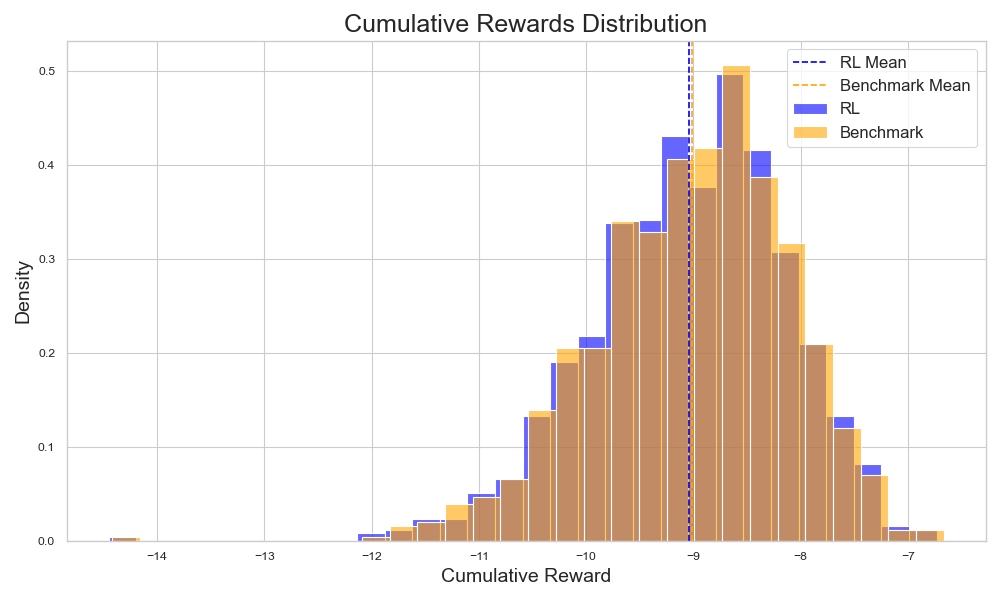 Cumulative Rewards Distribution
RL Mean
Benchmark Mean
RL
Benchmark
Density
0.5
0.4
0.3
0.2
0.1
0.0
−14
−13
−12
−11
−10
−9
−8
−7
Cumulative Reward